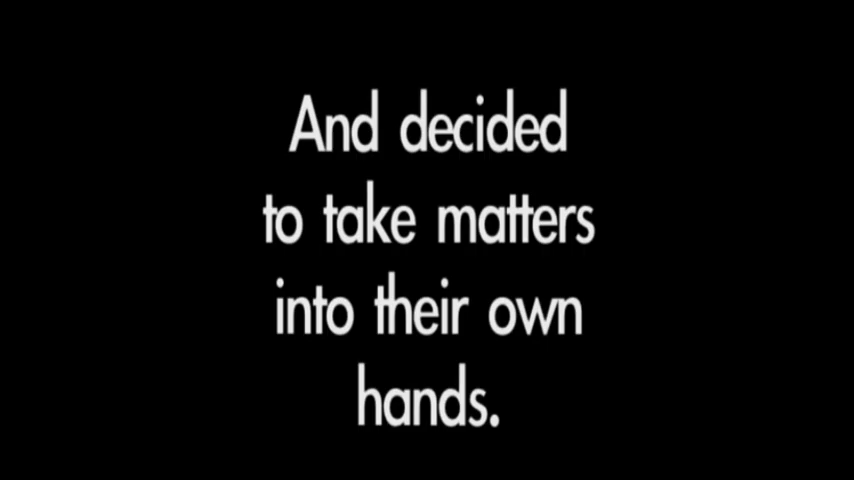 And decided
to take matters
into their own
hands.